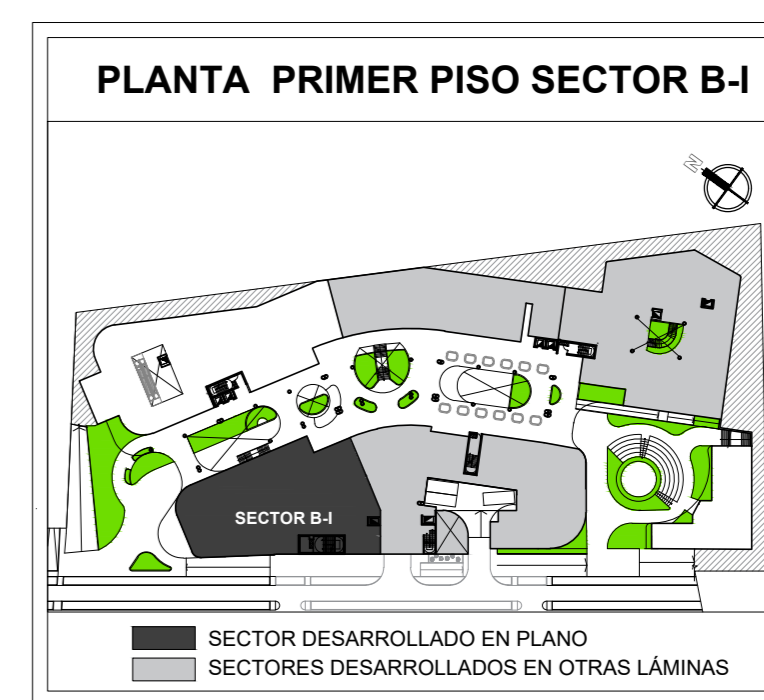 PLANTA PRIMER PISO SECTOR B-I
N
SECTOR B-I
SECTOR DESARROLLADO EN PLANO
SECTORES DESARROLLADOS EN OTRAS LÁMINAS